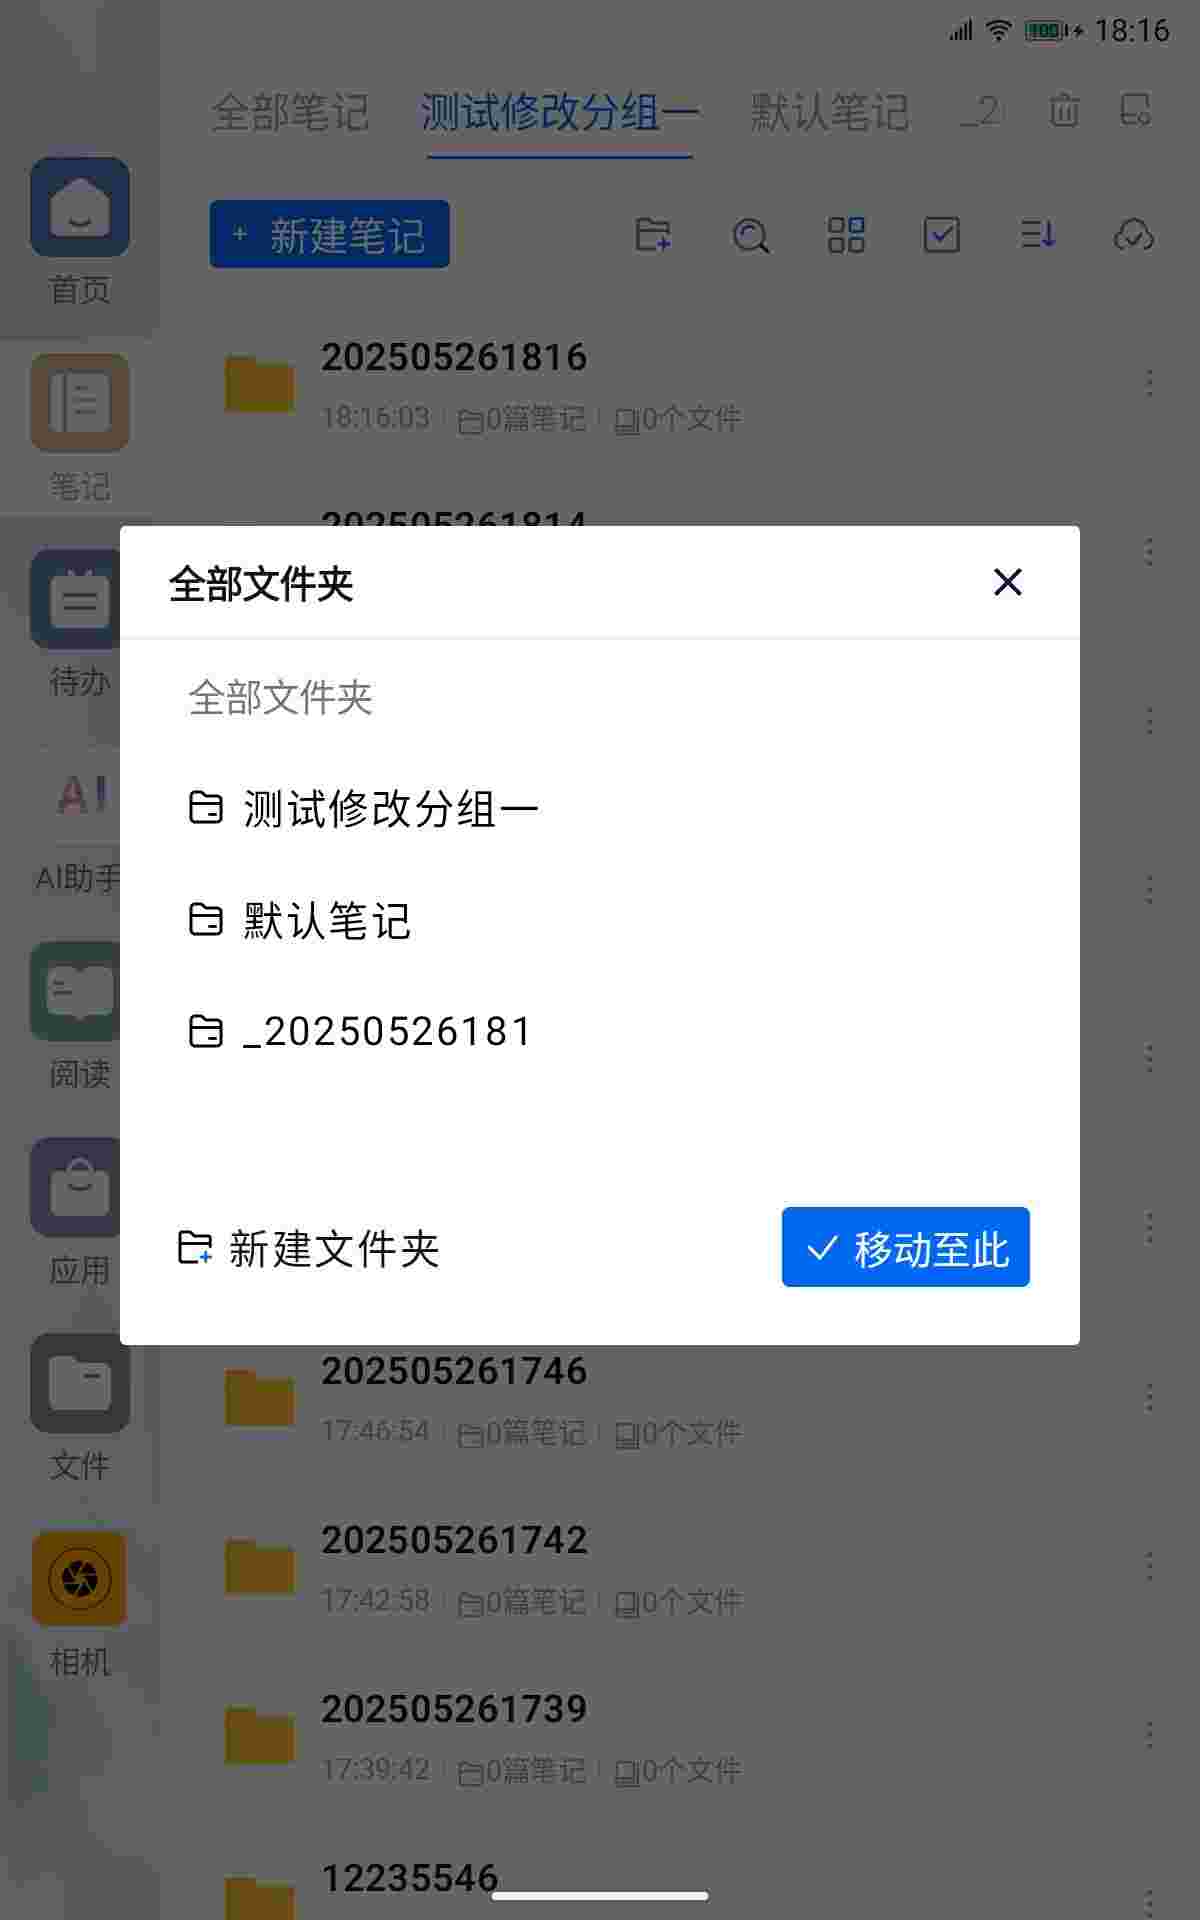 100 18:16
全部笔记 测试修改分组一 默认笔记 _2
+ 新建笔记
首页
笔记
待办
AI
AI助手
阅读
应用
文件
相机
202505261816
18:16:03 0篇笔记 0个文件
202505261814
全部文件夹
全部文件夹
测试修改分组一
默认笔记
_20250526181
新建文件夹 移动至此
202505261746
17:46:54 0篇笔记 0个文件
202505261742
17:42:58 0篇笔记 0个文件
202505261739
17:39:42 0篇笔记 0个文件
12235546